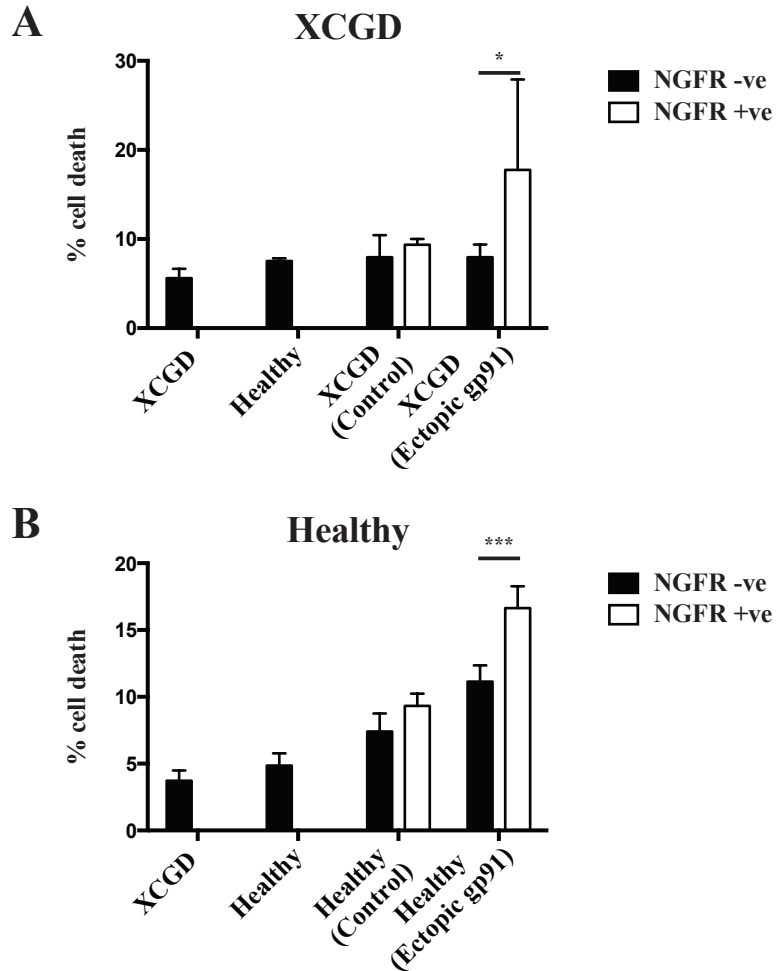 A
XCGD
30
20
10
0
% cell death
*
NGFR -ve
NGFR +ve
XCGD
Healthy
XCGD
(Control)
XCGD
(Ectopic gp91)
B
Healthy
20
15
10
5
0
% cell death
***
NGFR -ve
NGFR +ve
XCGD
Healthy
Healthy
(Control)
Healthy
(Ectopic gp91)